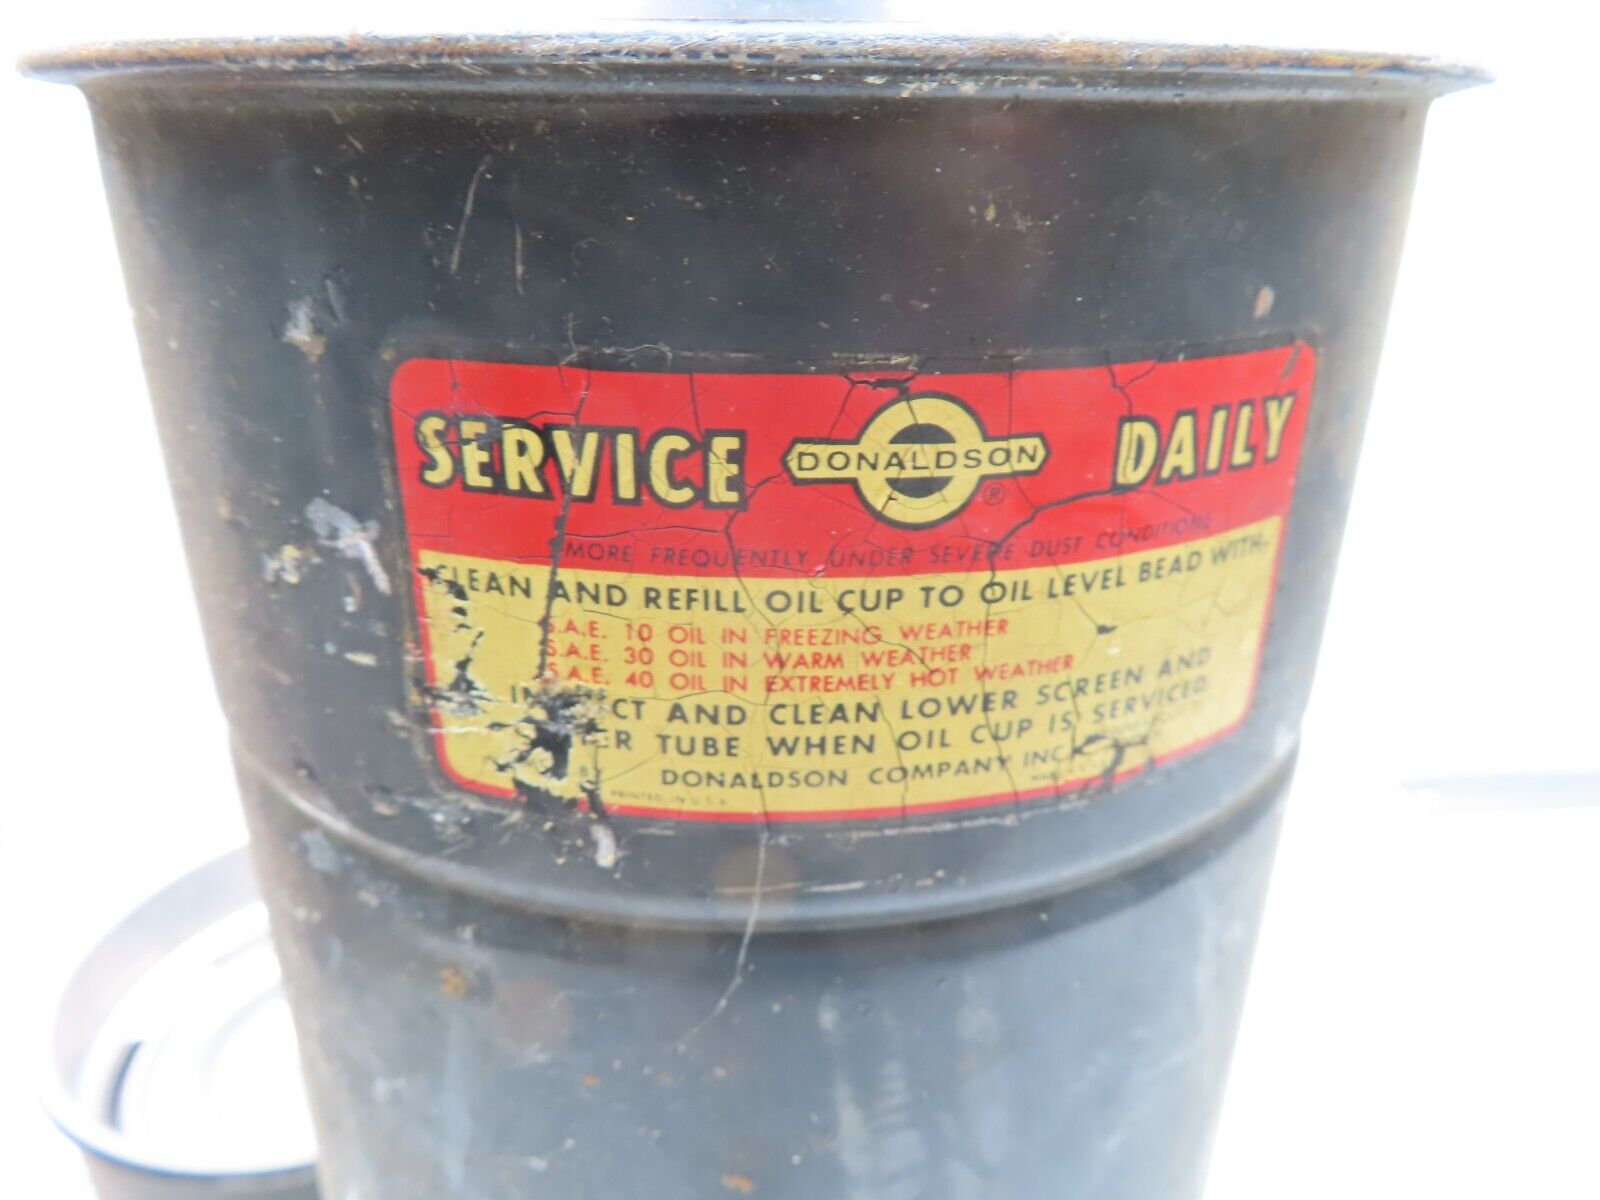 SERVICE DONALDSON ® DAILY
MORE FREQUENTLY UNDER SEVERE DUST CONDITIONS
CLEAN AND REFILL OIL CUP TO OIL LEVEL BEAD WITH-
S.A.E. 10 OIL IN FREEZING WEATHER
S.A.E. 30 OIL IN WARM WEATHER
S.A.E. 40 OIL IN EXTREMELY HOT WEATHER
INSPECT AND CLEAN LOWER SCREEN AND
TUBE WHEN OIL CUP IS SERVICED.
DONALDSON COMPANY INC.
PRINTED IN U.S.A.